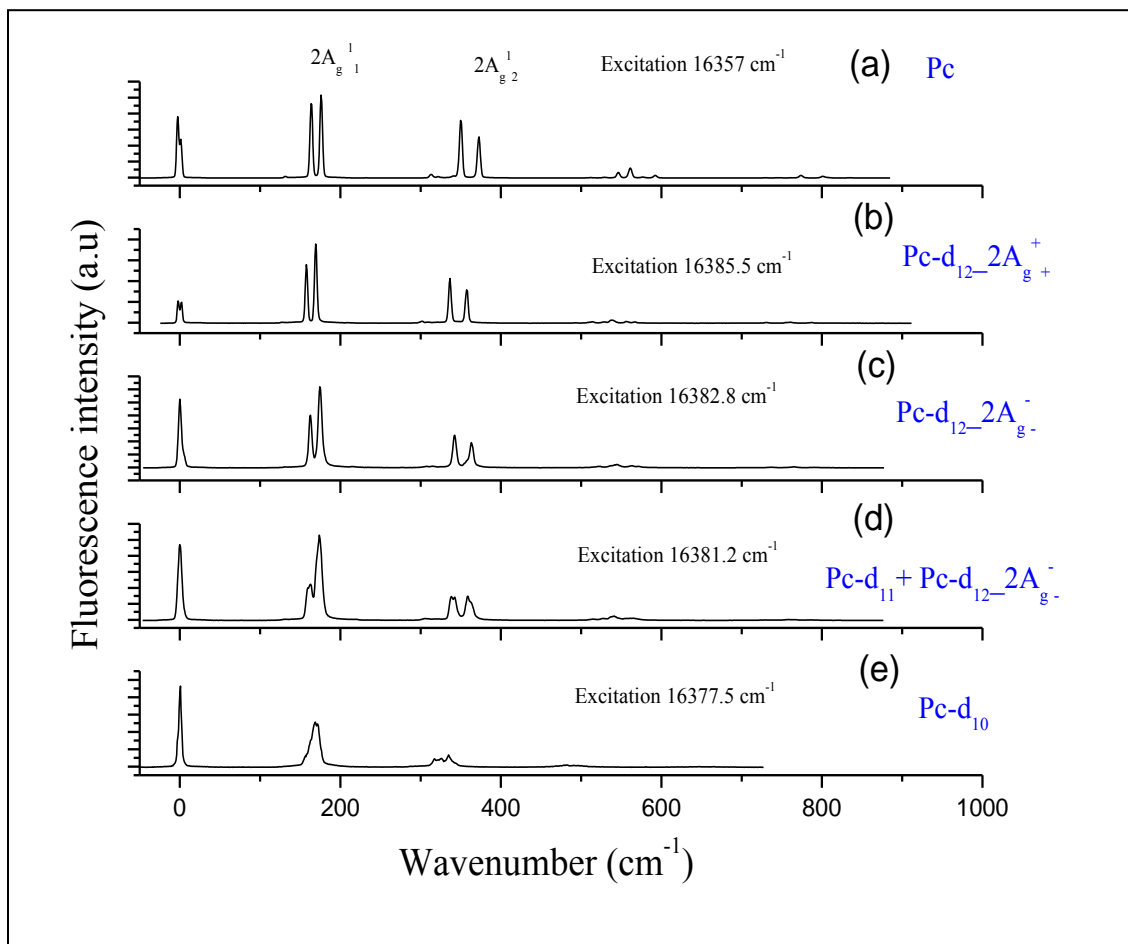 2A_g^1_1 2A_g^1_2 Excitation 16357 cm^-1 (a) Pc
(b)
Excitation 16385.5 cm^-1 Pc-d_12_2A_g^+_+
(c)
Excitation 16382.8 cm^-1 Pc-d_12_2A_g^-_-
(d)
Excitation 16381.2 cm^-1 Pc-d_11 + Pc-d_12_2A_g^-_-
(e)
Excitation 16377.5 cm^-1 Pc-d_10
Fluorescence intensity (a.u)
0 200 400 600 800 1000
Wavenumber (cm^-1)